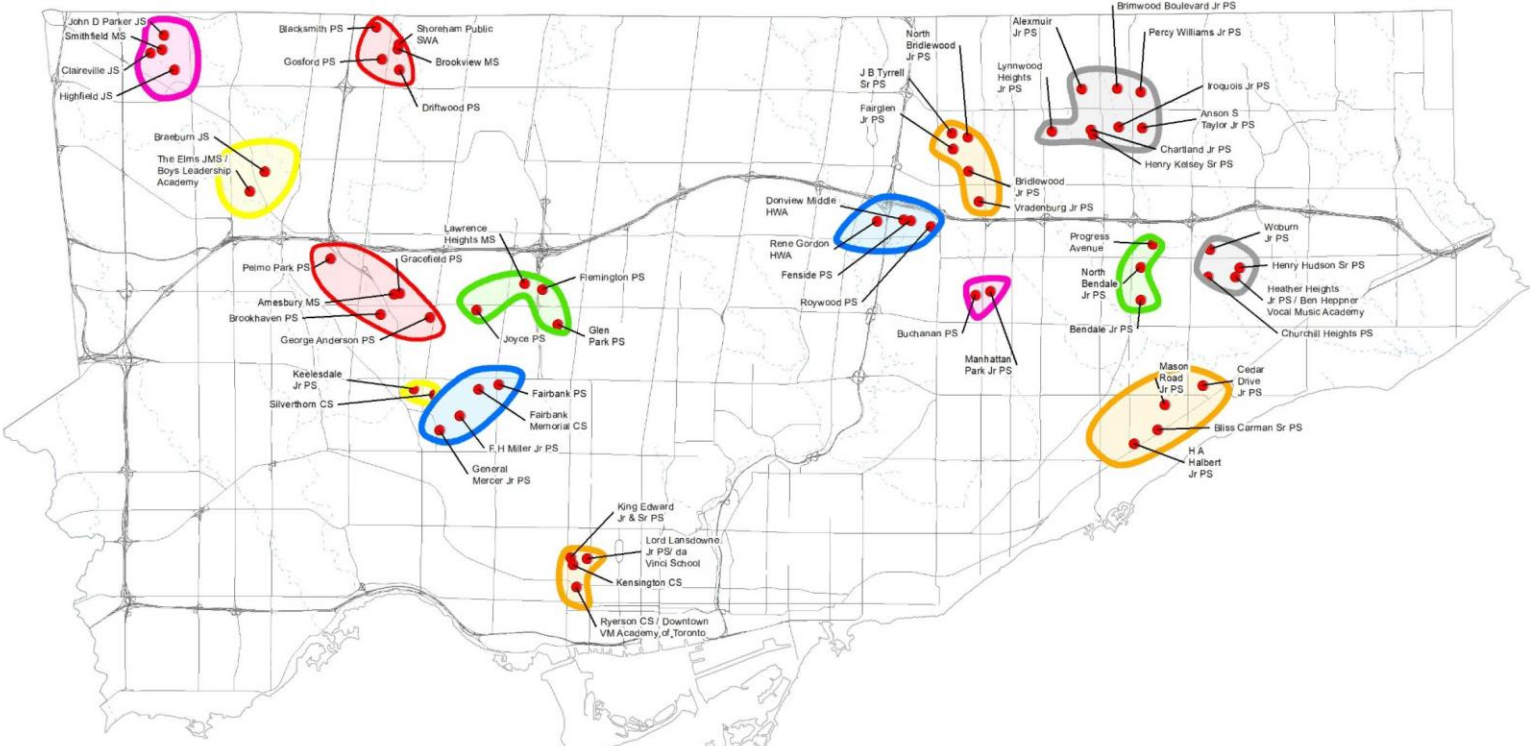 John D Parker JS
Smithfield MS
Claireville JS
Highfield JS
Blacksmith PS
Shoreham Public
SWA
Brookview MS
Gosford PS
Driftwood PS
Braeburn JS
The Elms JMS /
Boys Leadership
Academy
Pelmo Park PS
Gracefield PS
Amesbury MS
Brookhaven PS
George Anderson PS
Lawrence
Heights MS
Flemington PS
Joyce PS
Glen
Park PS
Keelesdale
Jr PS
Silverthorn CS
Fairbank PS
Fairbank
Memorial CS
F H Miller Jr PS
General
Mercer Jr PS
King Edward
Jr & Sr PS
Lord Lansdowne
Jr PS/ da
Vinci School
Kensington CS
Ryerson CS / Downtown
VM Academy of Toronto
North
Bridlewood
Jr PS
J B Tyrrell
Sr PS
Fairglen
Jr PS
Bridlewood
Jr PS
Vradenburg Jr PS
Donview Middle
HWA
Rene Gordon
HWA
Fenside PS
Roywood PS
Buchanan PS
Manhattan
Park Jr PS
Brimwood Boulevard Jr PS
Alexmuir
Jr PS
Percy Williams Jr PS
Lynnwood
Heights
Jr PS
Iroquois Jr PS
Anson S
Taylor Jr PS
Chartland Jr PS
Henry Kelsey Sr PS
Progress
Avenue
North
Bendale
Jr PS
Bendale Jr PS
Woburn
Jr PS
Henry Hudson Sr PS
Heather Heights
Jr PS / Ben Heppner
Vocal Music Academy
Churchill Heights PS
Mason
Road
Jr PS
Cedar
Drive
Jr PS
Bliss Carman Sr PS
H A
Halbert
Jr PS